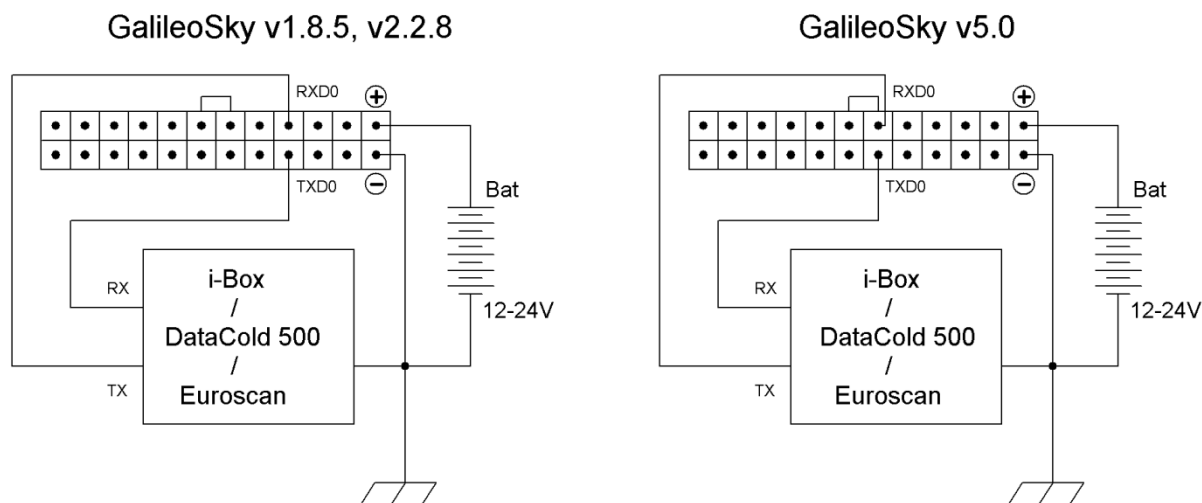 GalileoSky v1.8.5, v2.2.8
RXD0
+
−
TXD0
Bat
12-24V
RX
TX
i-Box
/
DataCold 500
/
Euroscan
GalileoSky v5.0
RXD0
+
−
TXD0
Bat
12-24V
RX
TX
i-Box
/
DataCold 500
/
Euroscan